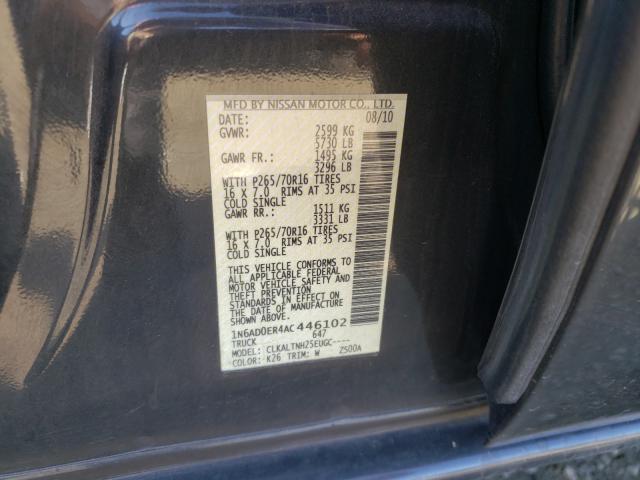 MFD BY NISSAN MOTOR CO., LTD.
DATE: 08/10
GVWR: 2599 KG
5730 LB
GAWR FR.: 1495 KG
3296 LB
WITH P265/70R16 TIRES
16 X 7.0 RIMS AT 35 PSI
COLD SINGLE
GAWR RR.: 1511 KG
3331 LB
WITH P265/70R16 TIRES
16 X 7.0 RIMS AT 35 PSI
COLD SINGLE
THIS VEHICLE CONFORMS TO
ALL APPLICABLE FEDERAL
MOTOR VEHICLE SAFETY AND
THEFT PREVENTION
STANDARDS IN EFFECT ON
THE DATE OF MANUFACTURE
SHOWN ABOVE.
1N6AD0ER4AC446102
TRUCK 647
MODEL: CLKALTNH25EUGC----
COLOR: K26 TRIM: W Z500A